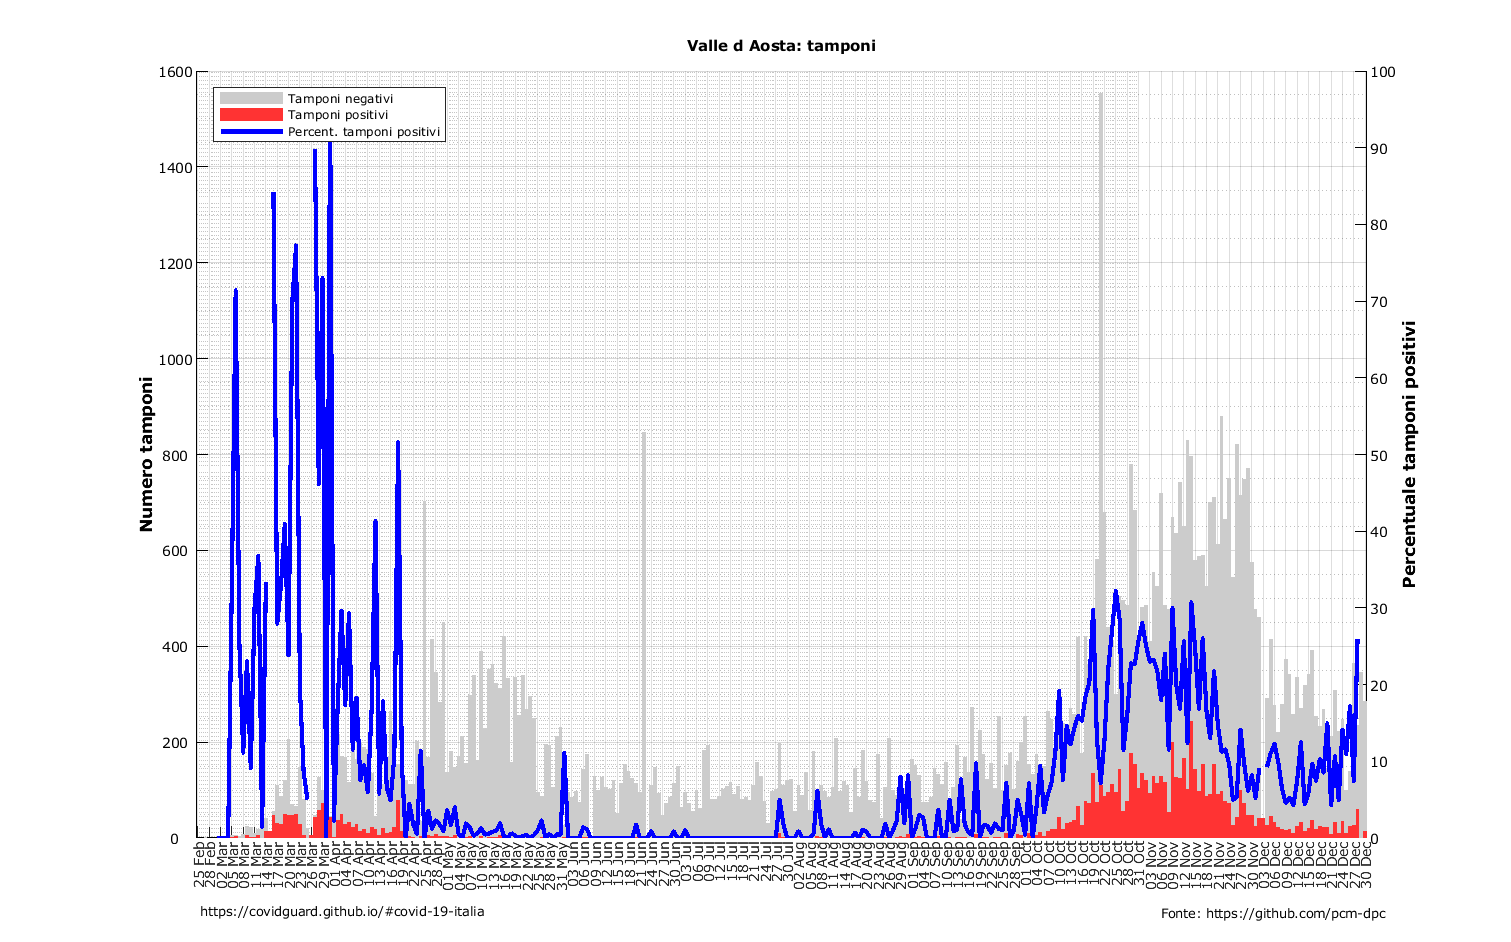 Valle d Aosta: tamponi
Tamponi negativi
Tamponi positivi
Percent. tamponi positivi
Numero tamponi
0
200
400
600
800
1000
1200
1400
1600
Percentuale tamponi positivi
0
10
20
30
40
50
60
70
80
90
100
25 Feb
28 Feb
02 Mar
05 Mar
08 Mar
11 Mar
14 Mar
17 Mar
20 Mar
23 Mar
26 Mar
29 Mar
01 Apr
04 Apr
07 Apr
10 Apr
13 Apr
16 Apr
19 Apr
22 Apr
25 Apr
28 Apr
01 May
04 May
07 May
10 May
13 May
16 May
19 May
22 May
25 May
28 May
31 May
03 Jun
06 Jun
09 Jun
12 Jun
15 Jun
18 Jun
21 Jun
24 Jun
27 Jun
30 Jun
03 Jul
06 Jul
09 Jul
12 Jul
15 Jul
18 Jul
21 Jul
24 Jul
27 Jul
30 Jul
02 Aug
05 Aug
08 Aug
11 Aug
14 Aug
17 Aug
20 Aug
23 Aug
26 Aug
29 Aug
01 Sep
04 Sep
07 Sep
10 Sep
13 Sep
16 Sep
19 Sep
22 Sep
25 Sep
28 Sep
01 Oct
04 Oct
07 Oct
10 Oct
13 Oct
16 Oct
19 Oct
22 Oct
25 Oct
28 Oct
31 Oct
03 Nov
06 Nov
09 Nov
12 Nov
15 Nov
18 Nov
21 Nov
24 Nov
27 Nov
30 Nov
03 Dec
06 Dec
09 Dec
12 Dec
15 Dec
18 Dec
21 Dec
24 Dec
27 Dec
30 Dec
https://covidguard.github.io/#covid-19-italia
Fonte: https://github.com/pcm-dpc